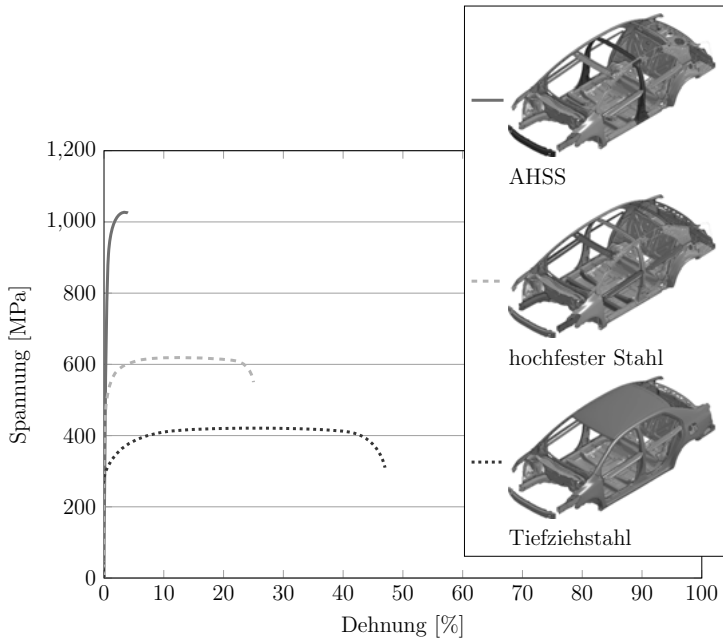 AHSS
hochfester Stahl
Tiefziehstahl
1,200
1,000
800
600
400
200
0
Spannung [MPa]
0 10 20 30 40 50 60 70 80 90 100
Dehnung [%]